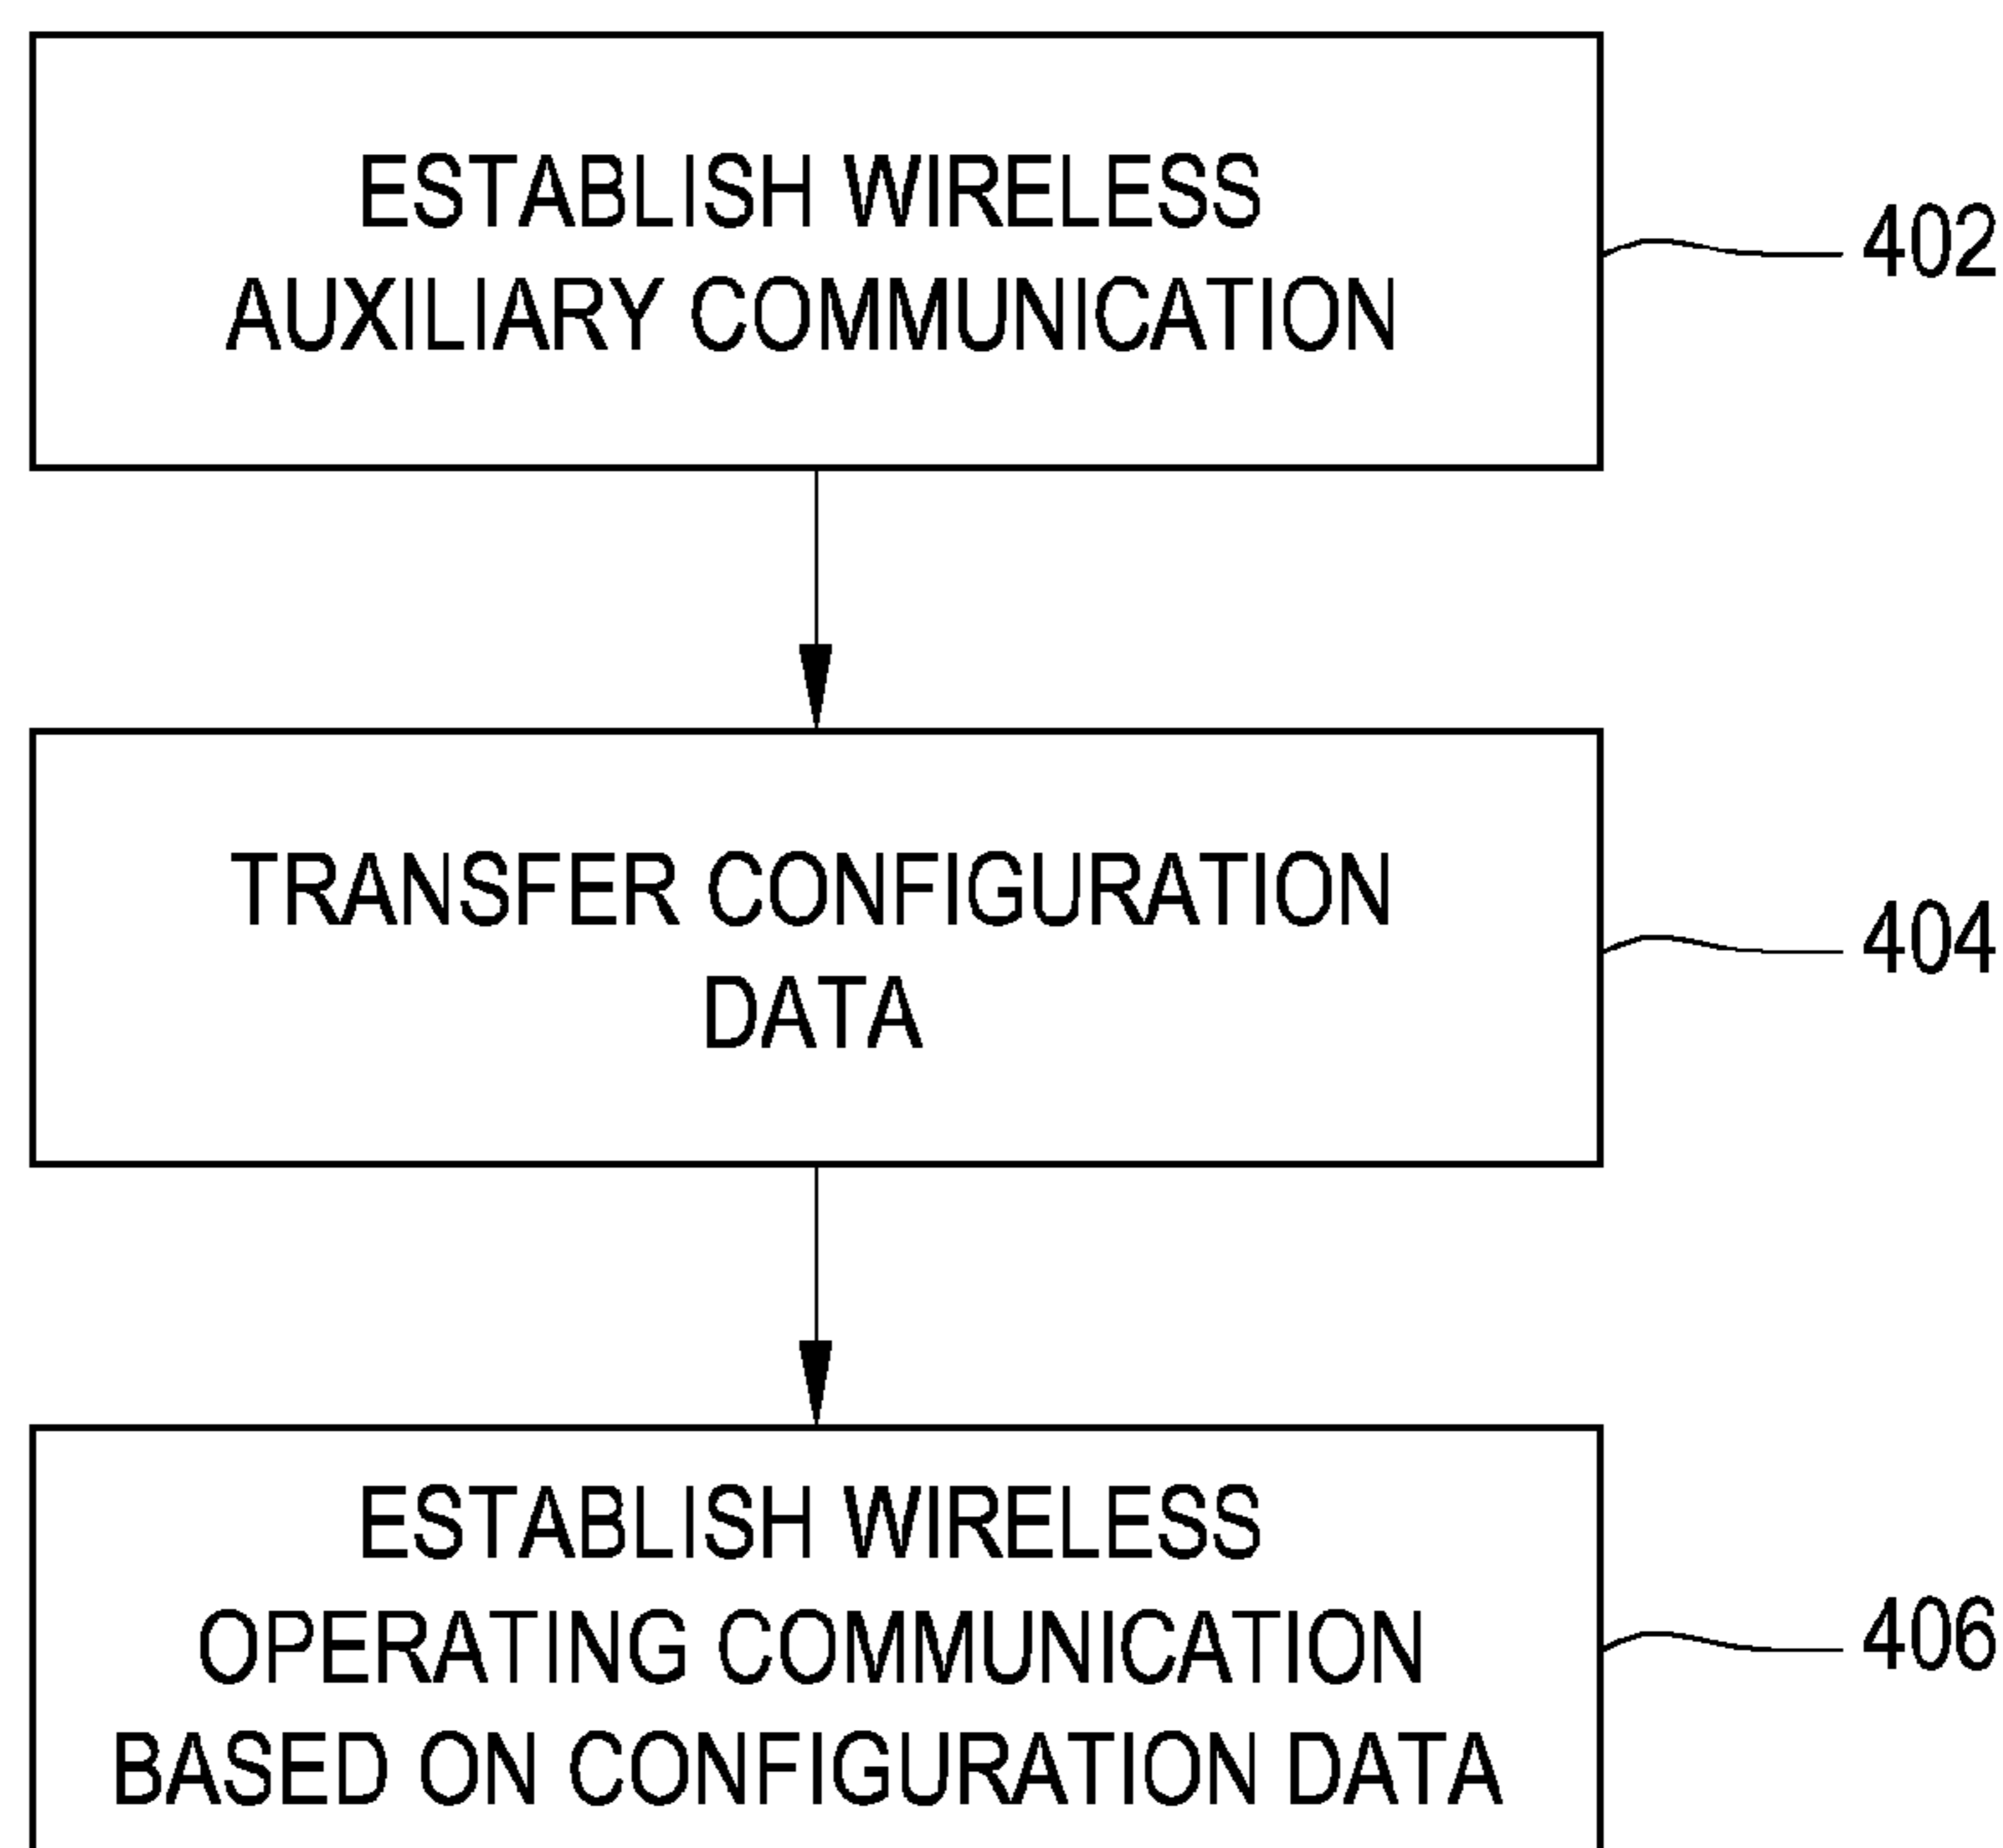 ESTABLISH WIRELESS
AUXILIARY COMMUNICATION
402
TRANSFER CONFIGURATION
DATA
404
ESTABLISH WIRELESS
OPERATING COMMUNICATION
BASED ON CONFIGURATION DATA
406